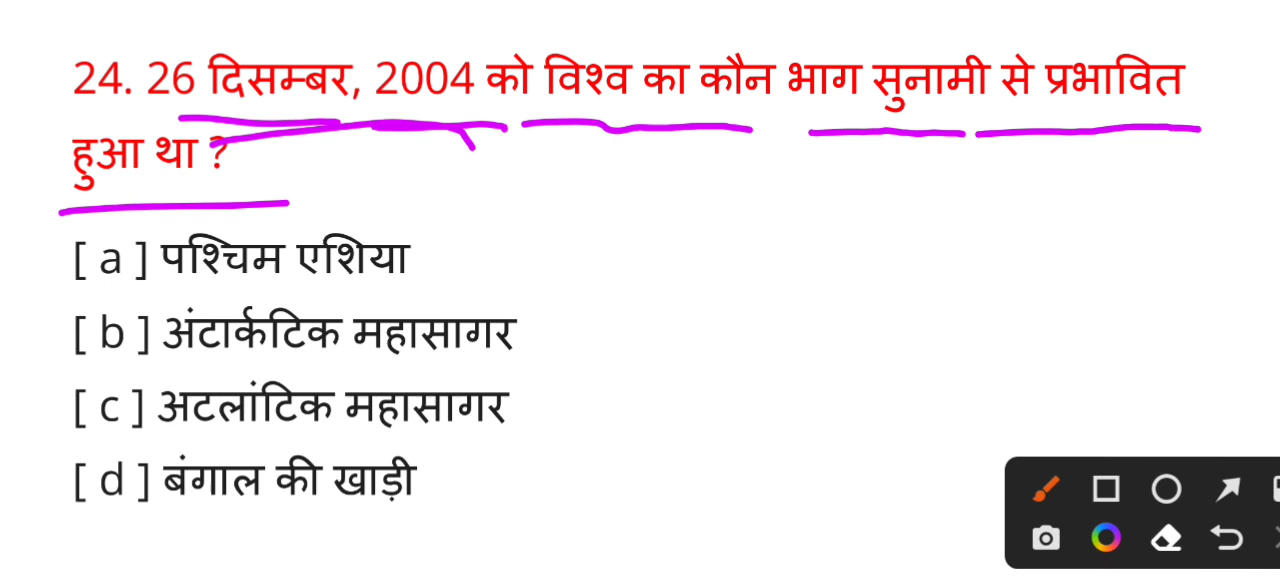 24. 26 दिसम्बर, 2004 को विश्व का कौन भाग सुनामी से प्रभावित
हुआ था ?
[ a ] पश्चिम एशिया
[ b ] अंटार्कटिक महासागर
[ c ] अटलांटिक महासागर
[ d ] बंगाल की खाड़ी